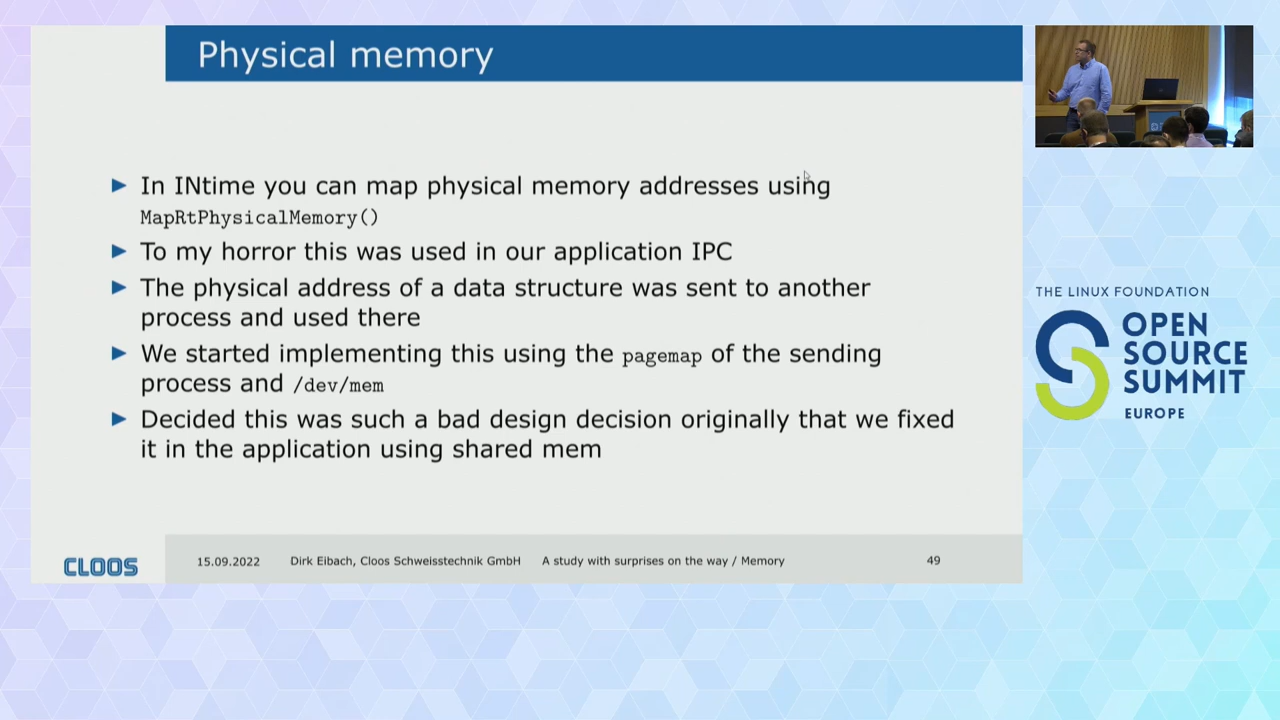 Physical memory
In INtime you can map physical memory addresses using
MapRtPhysicalMemory()
To my horror this was used in our application IPC
The physical address of a data structure was sent to another
process and used there
We started implementing this using the pagemap of the sending
process and /dev/mem
Decided this was such a bad design decision originally that we fixed
it in the application using shared mem
CLOOS
15.09.2022 Dirk Eibach, Cloos Schweisstechnik GmbH A study with surprises on the way / Memory 49
THE LINUX FOUNDATION
OPEN
SOURCE
SUMMIT
EUROPE